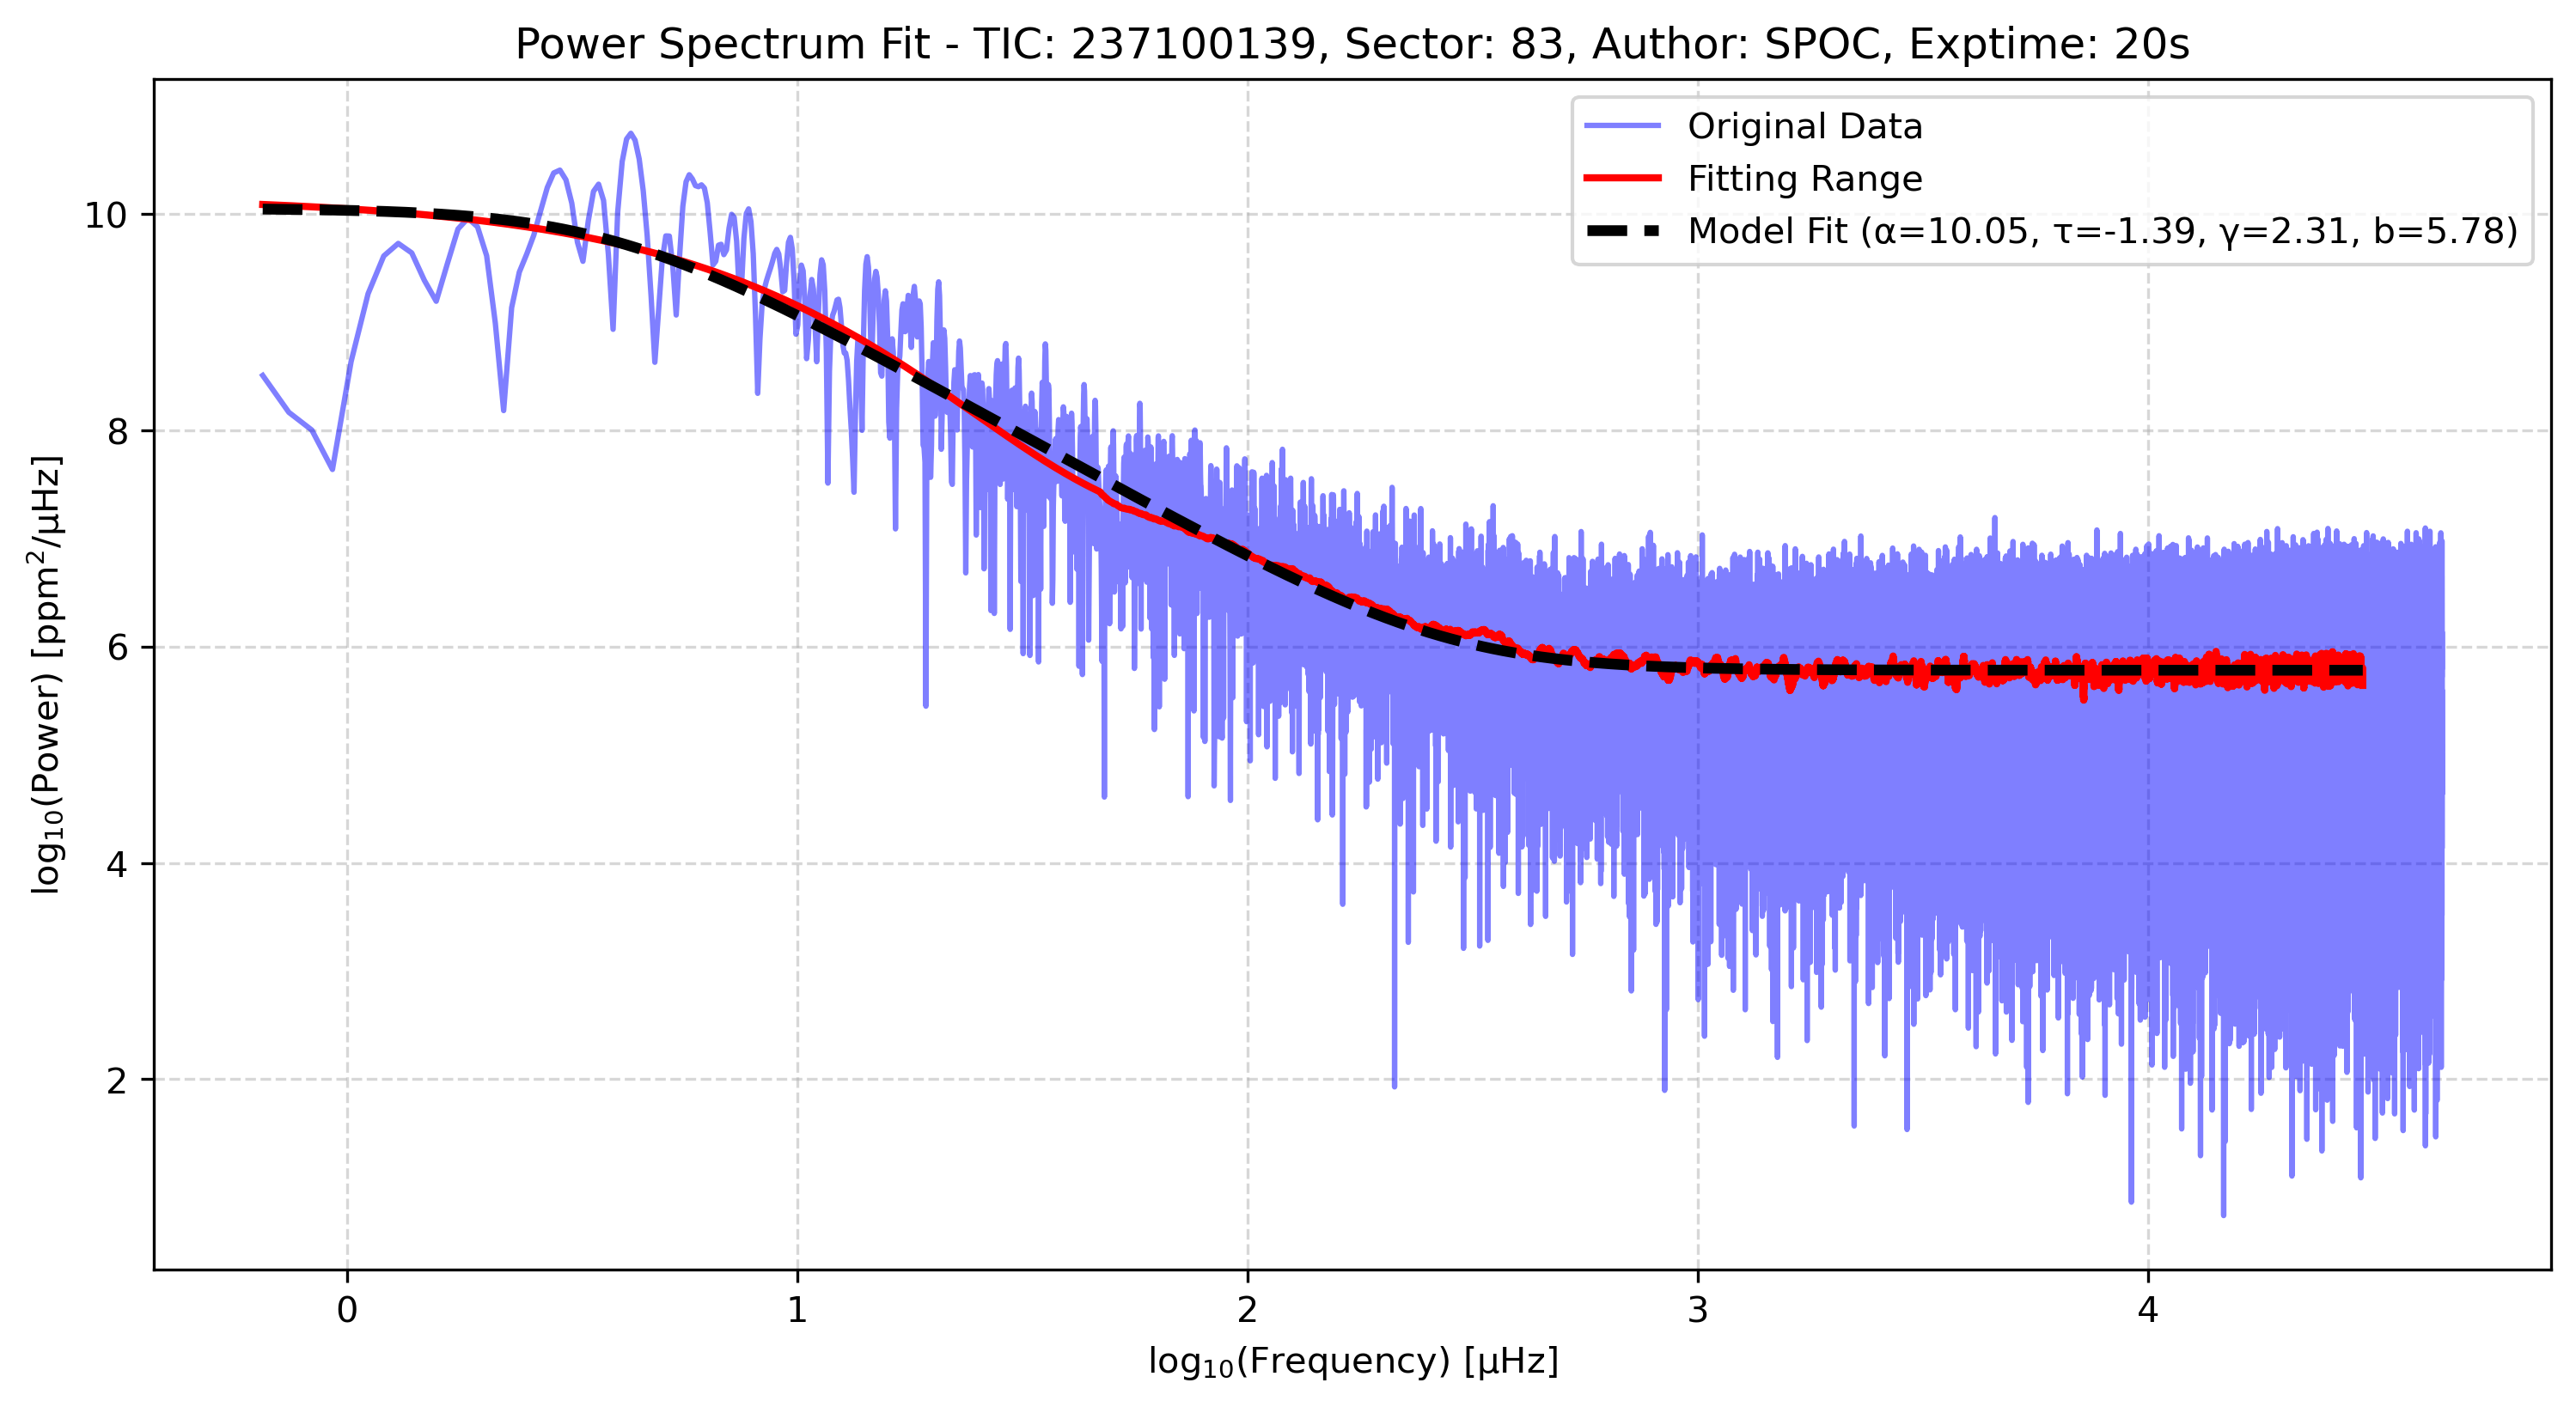 Power Spectrum Fit - TIC: 237100139, Sector: 83, Author: SPOC, Exptime: 20s
Original Data
Fitting Range
Model Fit (α=10.05, τ=-1.39, γ=2.31, b=5.78)
log₁₀(Power) [ppm²/μHz]
10
8
6
4
2
0 1 2 3 4
log₁₀(Frequency) [μHz]